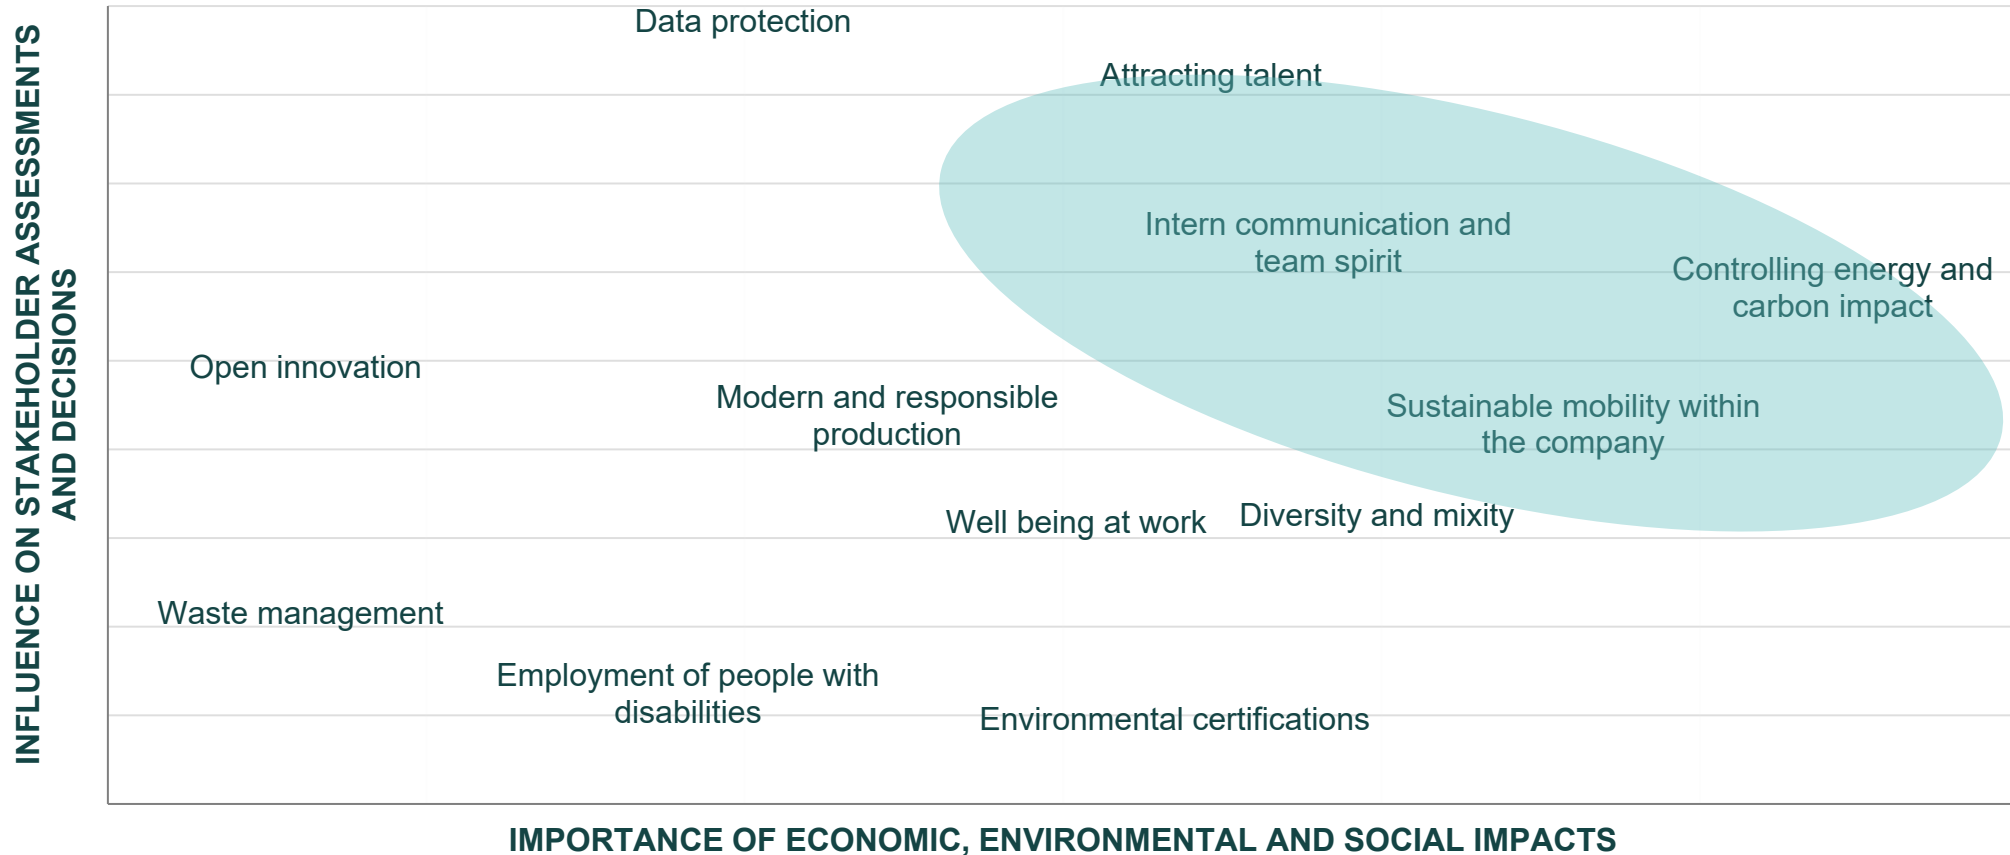 INFLUENCE ON STAKEHOLDER ASSESSMENTS
AND DECISIONS
Data protection
Attracting talent
Intern communication and
team spirit
Controlling energy and
carbon impact
Open innovation
Modern and responsible
production
Sustainable mobility within
the company
Well being at work
Diversity and mixity
Waste management
Employment of people with
disabilities
Environmental certifications
IMPORTANCE OF ECONOMIC, ENVIRONMENTAL AND SOCIAL IMPACTS